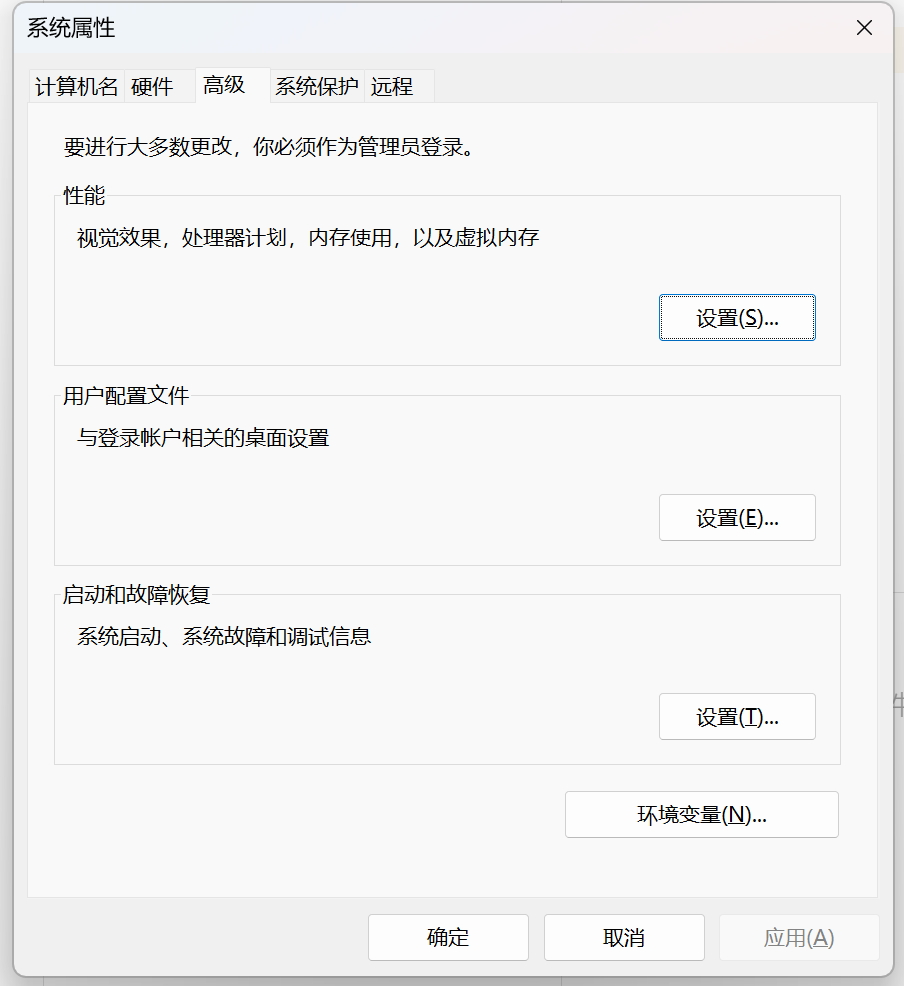 系统属性
计算机名 硬件 高级 系统保护 远程
要进行大多数更改，你必须作为管理员登录。
性能
视觉效果，处理器计划，内存使用，以及虚拟内存
设置(S)...
用户配置文件
与登录帐户相关的桌面设置
设置(E)...
启动和故障恢复
系统启动、系统故障和调试信息
设置(T)...
环境变量(N)...
确定 取消 应用(A)